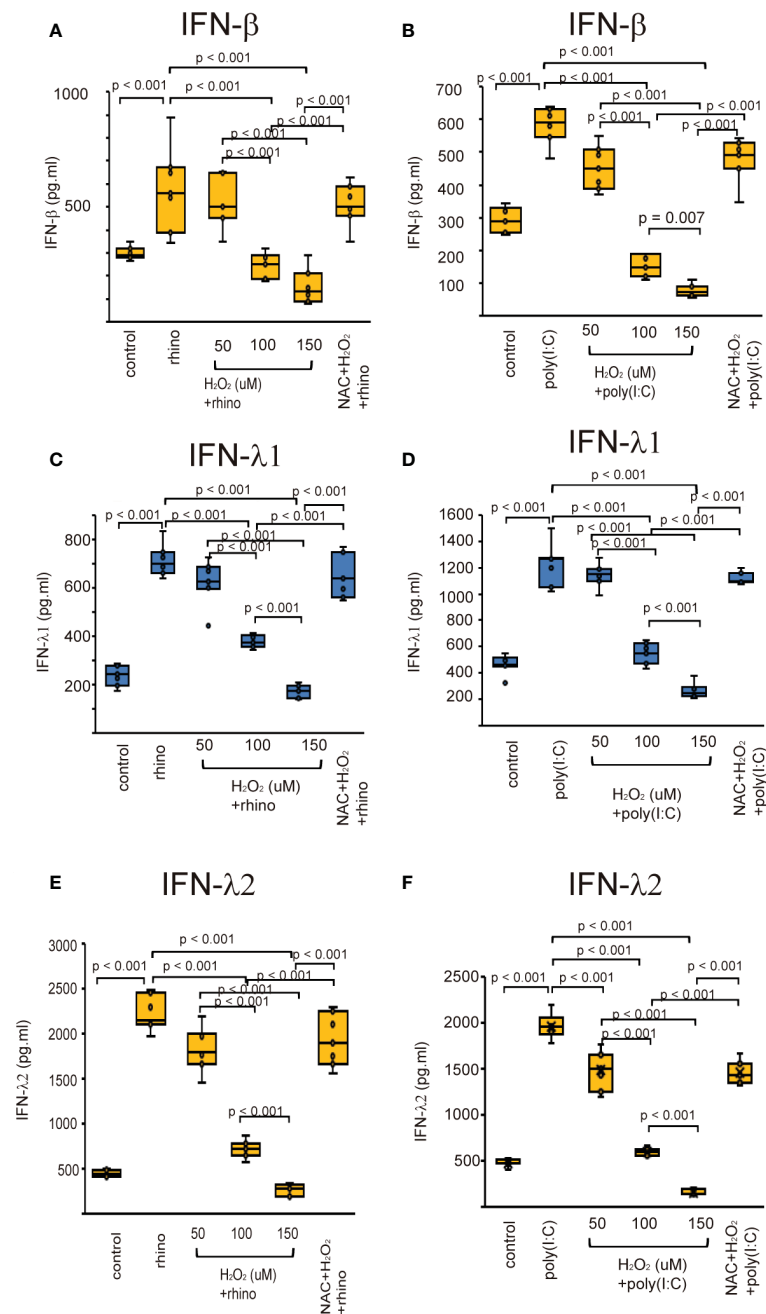 A
IFN-β
p < 0.001
p < 0.001
p < 0.001
p < 0.001
p < 0.001
p < 0.001
p < 0.001
1000
500
IFN-β (pg.ml)
control
rhino
50 100 150
H₂O₂ (uM)
+rhino
NAC+H₂O₂
+rhino
B
IFN-β
p < 0.001
p < 0.001
p < 0.001
p < 0.001
p < 0.001
p < 0.001
p < 0.001
p = 0.007
700
600
500
400
300
200
100
IFN-β (pg.ml)
control
poly(I:C)
50 100 150
H₂O₂ (uM)
+poly(I:C)
NAC+H₂O₂
+poly(I:C)
C
IFN-λ1
p < 0.001
p < 0.001
p < 0.001
p < 0.001
p < 0.001
p < 0.001
p < 0.001
p < 0.001
800
600
400
200
IFN-λ1 (pg.ml)
control
rhino
50 100 150
H₂O₂ (uM)
+rhino
NAC+H₂O₂
+rhino
D
IFN-λ1
p < 0.001
p < 0.001
p < 0.001
p < 0.001
p < 0.001
p < 0.001
p < 0.001
p < 0.001
1600
1400
1200
1000
800
600
400
200
IFN-λ1 (pg.ml)
control
poly(I:C)
50 100 150
H₂O₂ (uM)
+poly(I:C)
NAC+H₂O₂
+poly(I:C)
E
IFN-λ2
p < 0.001
p < 0.001
p < 0.001
p < 0.001
p < 0.001
p < 0.001
p < 0.001
p < 0.001
3000
2500
2000
1500
1000
500
IFN-λ2 (pg.ml)
control
rhino
50 100 150
H₂O₂ (uM)
+rhino
NAC+H₂O₂
+rhino
F
IFN-λ2
p < 0.001
p < 0.001
p < 0.001
p < 0.001
p < 0.001
p < 0.001
p < 0.001
p < 0.001
p < 0.001
2500
2000
1500
1000
500
IFN-λ2 (pg.ml)
control
poly(I:C)
50 100 150
H₂O₂ (uM)
+poly(I:C)
NAC+H₂O₂
+poly(I:C)